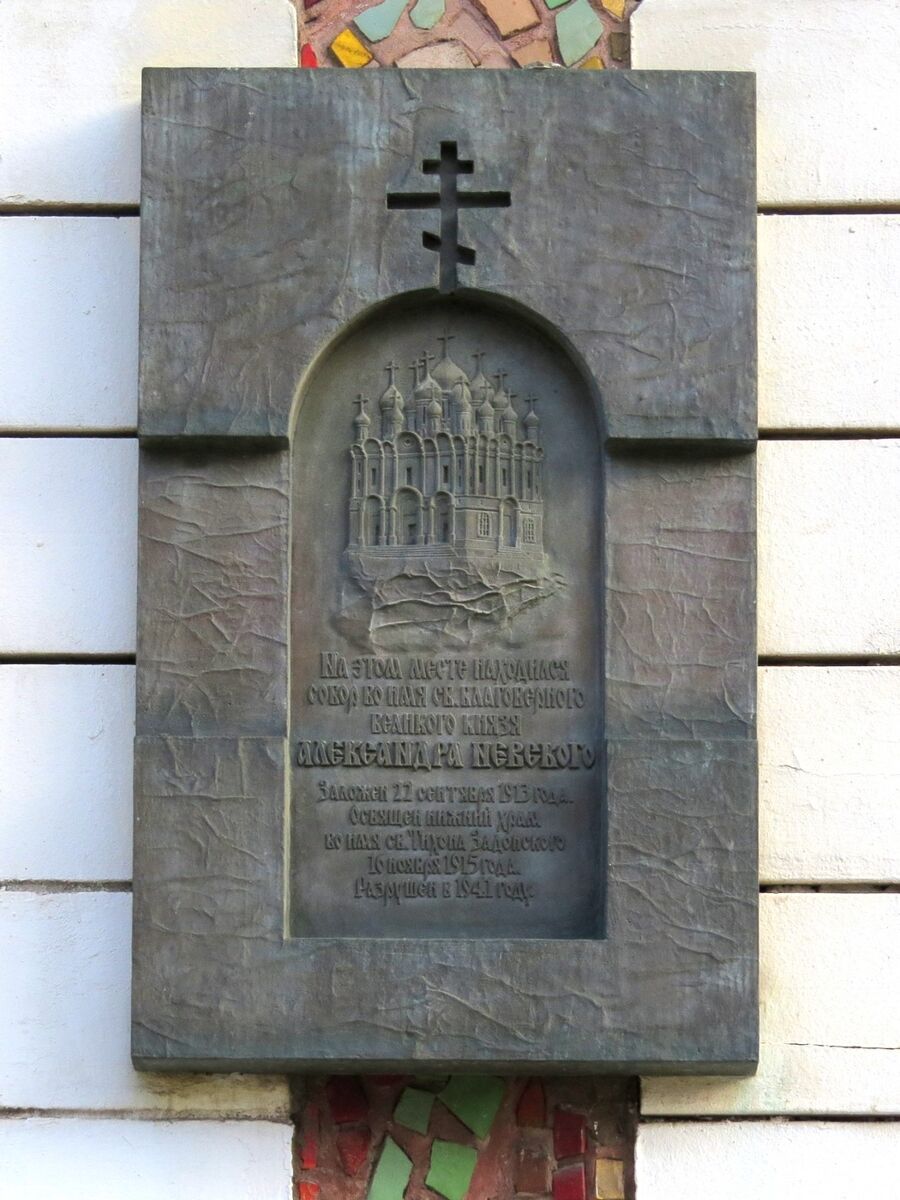 На этом месте находился
собор во имя св. благоверного
великого князя
Александра Невского
Заложен 22 сентября 1913 года.
Освящен нижний храм
во имя св. Тихона Задонского
16 ноября 1915 года.
Разрушен в 1941 году.